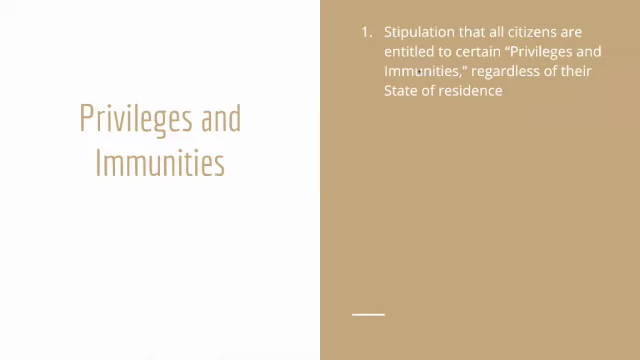 Privileges and
Immunities
1. Stipulation that all citizens are
entitled to certain “Privileges and
Immunities,” regardless of their
State of residence